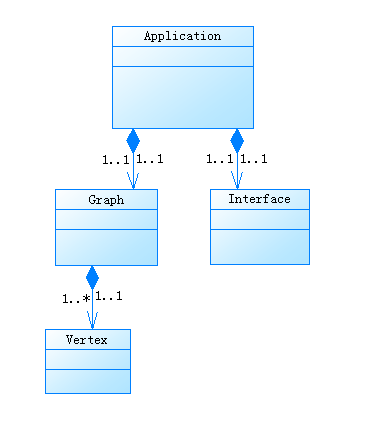 Application
1..1 1..1 1..1 1..1
Graph Interface
1..* 1..1
Vertex